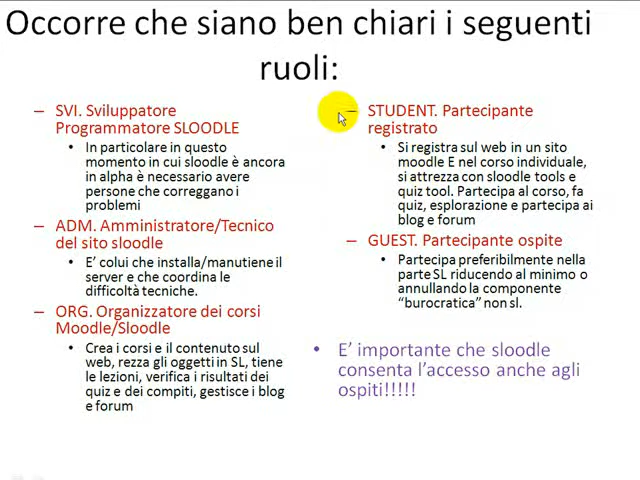 Occorre che siano ben chiari i seguenti
ruoli:
– SVI. Sviluppatore
Programmatore SLOODLE
• In particolare in questo
momento in cui sloodle è ancora
in alpha è necessario avere
persone che correggano i
problemi
– ADM. Amministratore/Tecnico
del sito sloodle
• E’ colui che installa/manutiene il
server e che coordina le
difficoltà tecniche.
– ORG. Organizzatore dei corsi
Moodle/Sloodle
• Crea i corsi e il contenuto sul
web, rezza gli oggetti in SL, tiene
le lezioni, verifica i risultati dei
quiz e dei compiti, gestisce i blog
e forum
– STUDENT. Partecipante
registrato
• Si registra sul web in un sito
moodle E nel corso individuale,
si attrezza con sloodle tools e
quiz tool. Partecipa al corso, fa
quiz, esplorazione e partecipa ai
blog e forum
– GUEST. Partecipante ospite
• Partecipa preferibilmente nella
parte SL riducendo al minimo o
annullando la componente
“burocratica” non sl.
• E’ importante che sloodle
consenta l’accesso anche agli
ospiti!!!!!